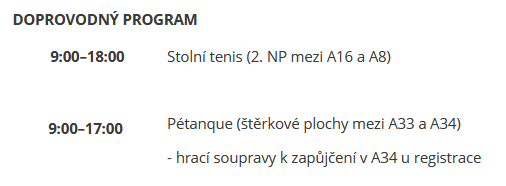 DOPROVODNÝ PROGRAM
9:00–18:00 Stolní tenis (2. NP mezi A16 a A8)
9:00–17:00 Pétanque (štěrkové plochy mezi A33 a A34)
- hrací soupravy k zapůjčení v A34 u registrace